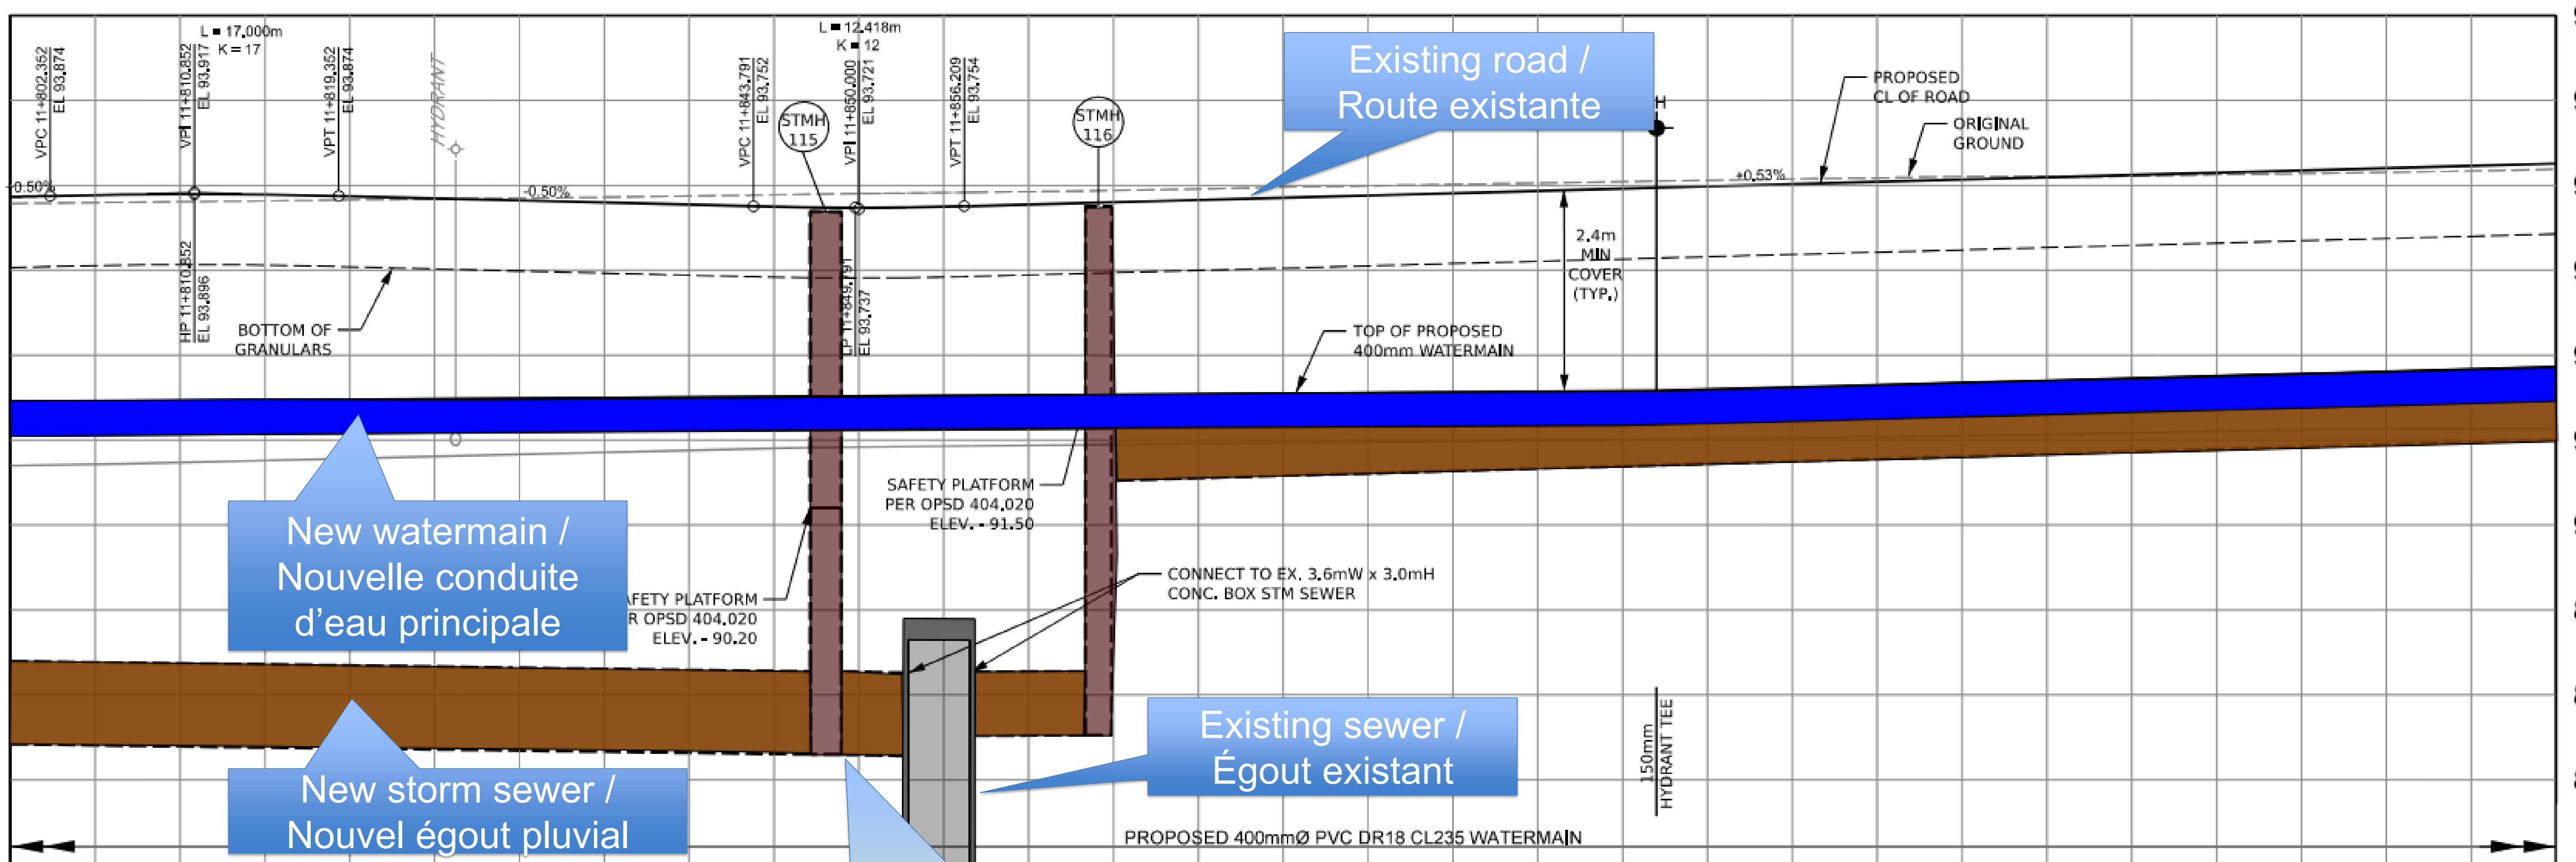 L = 17.000m
K = 17
VPC 11+802.352
EL 93.874
VPI 11+810.852
EL 93.917
VPT 11+819.352
EL 93.874
HYDRANT
L = 12.418m
K = 12
VPC 11+843.791
EL 93.752
STMH
115
VPI 11+850.000
EL 93.721
VPT 11+856.209
EL 93.754
STMH
116
Existing road /
Route existante
H
PROPOSED
CL OF ROAD
ORIGINAL
GROUND
0.50%
-0.50%
+0.53%
HP 11+810.852
EL 93.896
BOTTOM OF
GRANULARS
LP 11+849.791
EL 93.737
2.4m
MIN
COVER
(TYP.)
TOP OF PROPOSED
400mm WATERMAIN
SAFETY PLATFORM
PER OPSD 404.020
ELEV. - 91.50
New watermain /
Nouvelle conduite
d'eau principale
AFETY PLATFORM
R OPSD 404.020
ELEV. - 90.20
CONNECT TO EX. 3.6mW x 3.0mH
CONC. BOX STM SEWER
Existing sewer /
Égout existant
150mm
HYDRANT TEE
New storm sewer /
Nouvel égout pluvial
PROPOSED 400mmØ PVC DR18 CL235 WATERMAIN